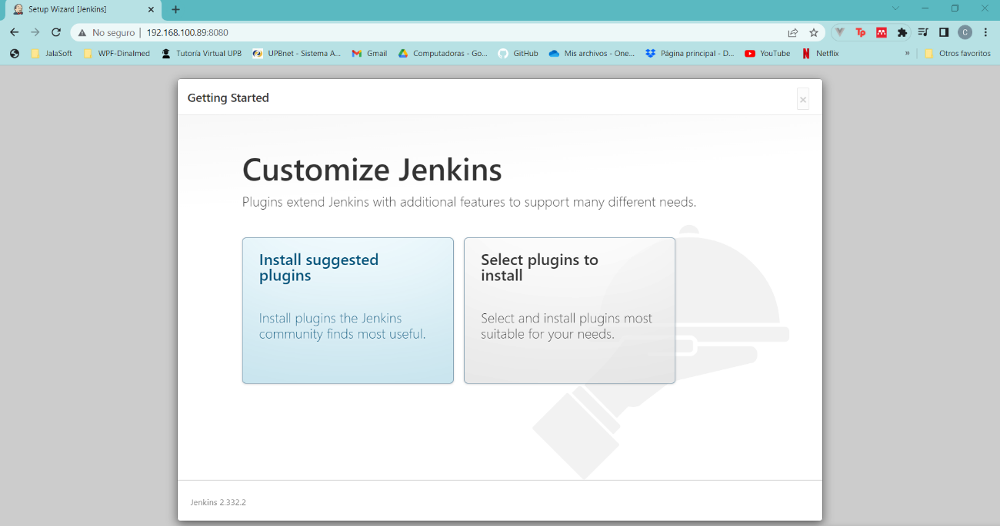 Setup Wizard [Jenkins]
No seguro | 192.168.100.89:8080
Tp
C
JalaSoft
WPF-Dinalmed
Tutoría Virtual UPB
UPBnet - Sistema A...
Gmail
Computadoras - Go...
GitHub
Mis archivos - One...
Página principal - D...
YouTube
Netflix
»
Otros favoritos
Getting Started
×
Customize Jenkins
Plugins extend Jenkins with additional features to support many different needs.
Install suggested
plugins
Install plugins the Jenkins
community finds most useful.
Select plugins to
install
Select and install plugins most
suitable for your needs.
Jenkins 2.332.2